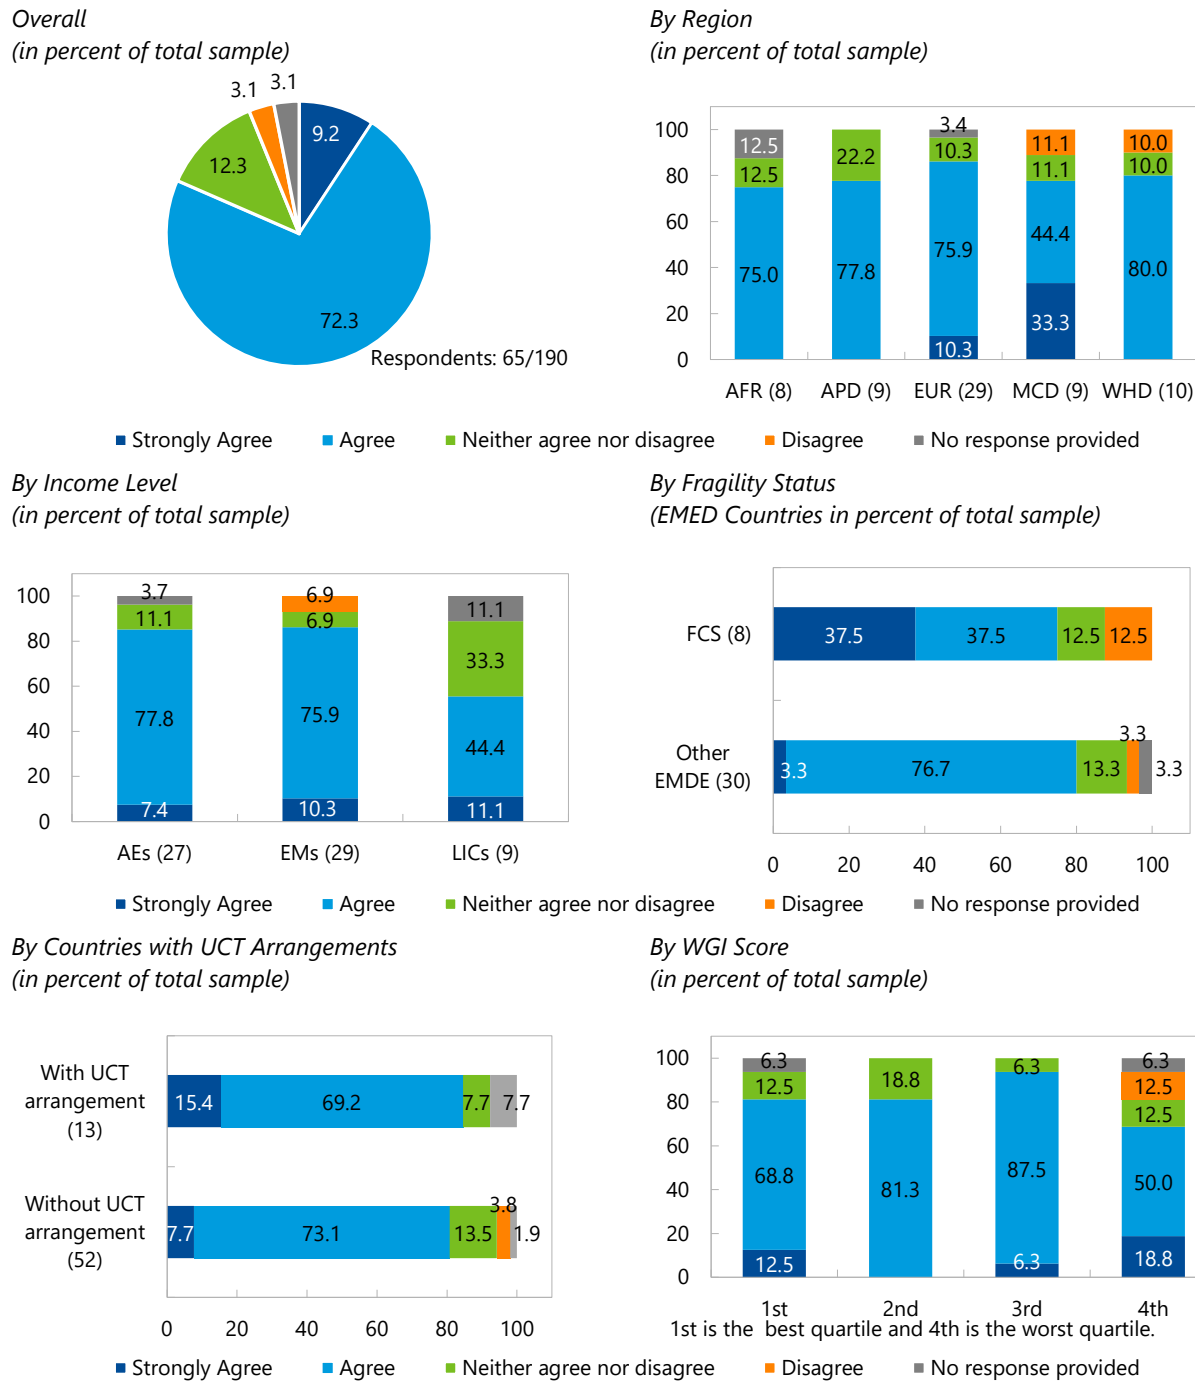 Overall
(in percent of total sample)
3.1
3.1
9.2
12.3
72.3
Respondents: 65/190
By Region
(in percent of total sample)
100
80
60
40
20
0
12.5
12.5
75.0
22.2
77.8
3.4
10.3
75.9
10.3
11.1
11.1
44.4
33.3
10.0
10.0
80.0
AFR (8) APD (9) EUR (29) MCD (9) WHD (10)
Strongly Agree Agree Neither agree nor disagree Disagree No response provided
By Income Level
(in percent of total sample)
100
80
60
40
20
0
3.7
11.1
77.8
7.4
6.9
6.9
75.9
10.3
11.1
33.3
44.4
11.1
AEs (27) EMs (29) LICs (9)
By Fragility Status
(EMED Countries in percent of total sample)
FCS (8)
37.5 37.5 12.5 12.5
Other
EMDE (30)
3.3
3.3 76.7 13.3 3.3
0 20 40 60 80 100
Strongly Agree Agree Neither agree nor disagree Disagree No response provided
By Countries with UCT Arrangements
(in percent of total sample)
With UCT
arrangement
(13)
15.4 69.2 7.7 7.7
Without UCT
arrangement
(52)
3.8
7.7 73.1 13.5 1.9
0 20 40 60 80 100
By WGI Score
(in percent of total sample)
100
80
60
40
20
0
6.3
12.5
68.8
12.5
18.8
81.3
6.3
87.5
6.3
6.3
12.5
12.5
50.0
18.8
1st 2nd 3rd 4th
1st is the best quartile and 4th is the worst quartile.
Strongly Agree Agree Neither agree nor disagree Disagree No response provided